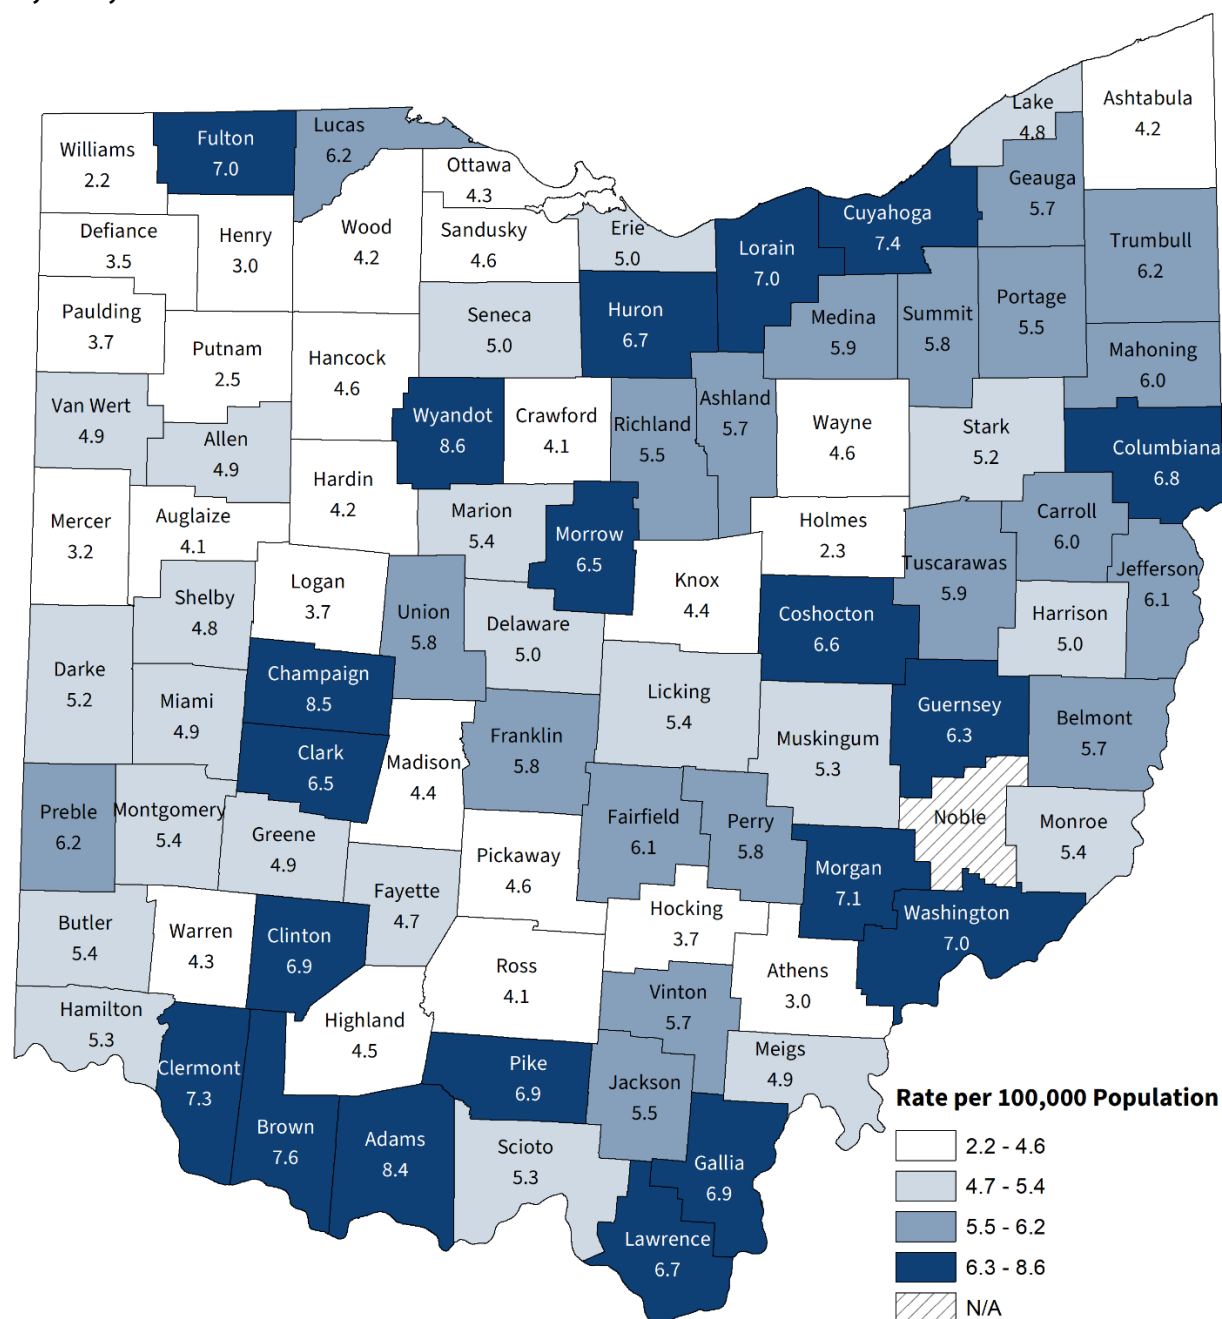 Lake
4.8
Ashtabula
4.2
Lucas
6.2
Fulton
7.0
Williams
2.2
Ottawa
4.3
Geauga
5.7
Cuyahoga
7.4
Wood
4.2
Sandusky
4.6
Erie
5.0
Defiance
3.5
Henry
3.0
Lorain
7.0
Trumbull
6.2
Portage
5.5
Paulding
3.7
Seneca
5.0
Huron
6.7
Medina
5.9
Summit
5.8
Putnam
2.5
Hancock
4.6
Mahoning
6.0
Van Wert
4.9
Allen
4.9
Wyandot
8.6
Crawford
4.1
Richland
5.5
Ashland
5.7
Wayne
4.6
Stark
5.2
Columbiana
6.8
Hardin
4.2
Mercer
3.2
Auglaize
4.1
Marion
5.4
Morrow
6.5
Holmes
2.3
Carroll
6.0
Tuscarawas
5.9
Jefferson
6.1
Logan
3.7
Knox
4.4
Shelby
4.8
Union
5.8
Delaware
5.0
Coshocton
6.6
Harrison
5.0
Darke
5.2
Champaign
8.5
Licking
5.4
Miami
4.9
Guernsey
6.3
Belmont
5.7
Clark
6.5
Madison
4.4
Franklin
5.8
Muskingum
5.3
Preble
6.2
Montgomery
5.4
Greene
4.9
Fairfield
6.1
Perry
5.8
Noble
Monroe
5.4
Pickaway
4.6
Morgan
7.1
Fayette
4.7
Hocking
3.7
Washington
7.0
Butler
5.4
Warren
4.3
Clinton
6.9
Ross
4.1
Athens
3.0
Vinton
5.7
Hamilton
5.3
Highland
4.5
Meigs
4.9
Clermont
7.3
Pike
6.9
Jackson
5.5
Brown
7.6
Adams
8.4
Scioto
5.3
Gallia
6.9
Lawrence
6.7
Rate per 100,000 Population
2.2 - 4.6
4.7 - 5.4
5.5 - 6.2
6.3 - 8.6
N/A